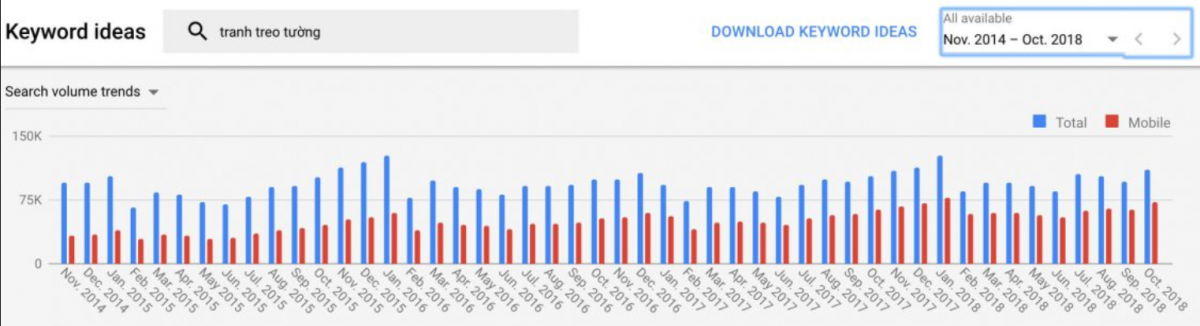 Keyword ideas
tranh treo tường
DOWNLOAD KEYWORD IDEAS
All available
Nov. 2014 – Oct. 2018
Search volume trends
Total
Mobile
150K
75K
0
Nov. 2014
Dec. 2014
Jan. 2015
Feb. 2015
Mar. 2015
Apr. 2015
May 2015
Jun. 2015
Jul. 2015
Aug. 2015
Sep. 2015
Oct. 2015
Nov. 2015
Dec. 2015
Jan. 2016
Feb. 2016
Mar. 2016
Apr. 2016
May 2016
Jun. 2016
Jul. 2016
Aug. 2016
Sep. 2016
Oct. 2016
Nov. 2016
Dec. 2016
Jan. 2017
Feb. 2017
Mar. 2017
Apr. 2017
May 2017
Jun. 2017
Jul. 2017
Aug. 2017
Sep. 2017
Oct. 2017
Nov. 2017
Dec. 2017
Jan. 2018
Feb. 2018
Mar. 2018
Apr. 2018
May 2018
Jun. 2018
Jul. 2018
Aug. 2018
Sep. 2018
Oct. 2018